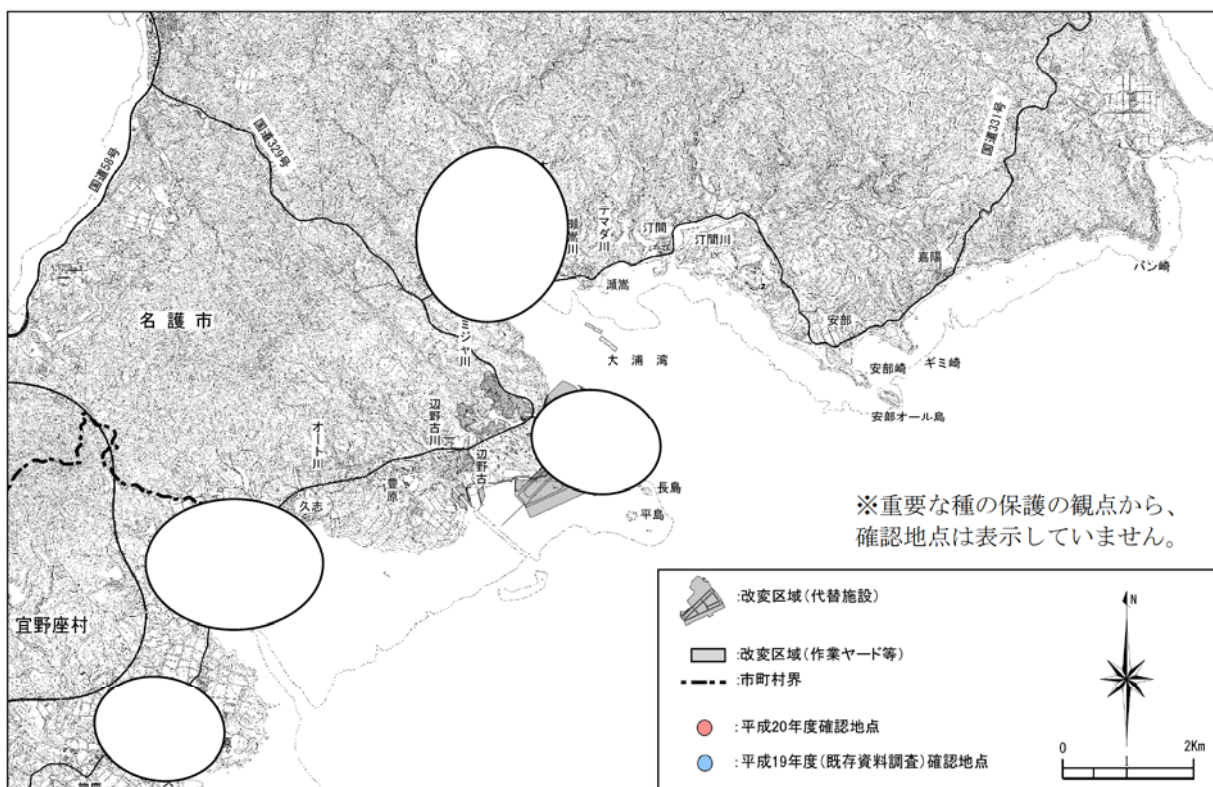 国道58号
国道329号
国道331号
瀬嵩川
テマダ川
汀間
汀間川
嘉陽
バン崎
瀬嵩
名護市
ミジャ川
大浦湾
安部
安部崎
ギミ崎
安部オール島
辺野古川
オート川
辺野古
豊原
久志
長島
平島
※重要な種の保護の観点から、
確認地点は表示していません。
宜野座村
:改変区域(代替施設)
:改変区域(作業ヤード等)
:市町村界
:平成20年度確認地点
:平成19年度(既存資料調査)確認地点
N
0
1
2Km
原